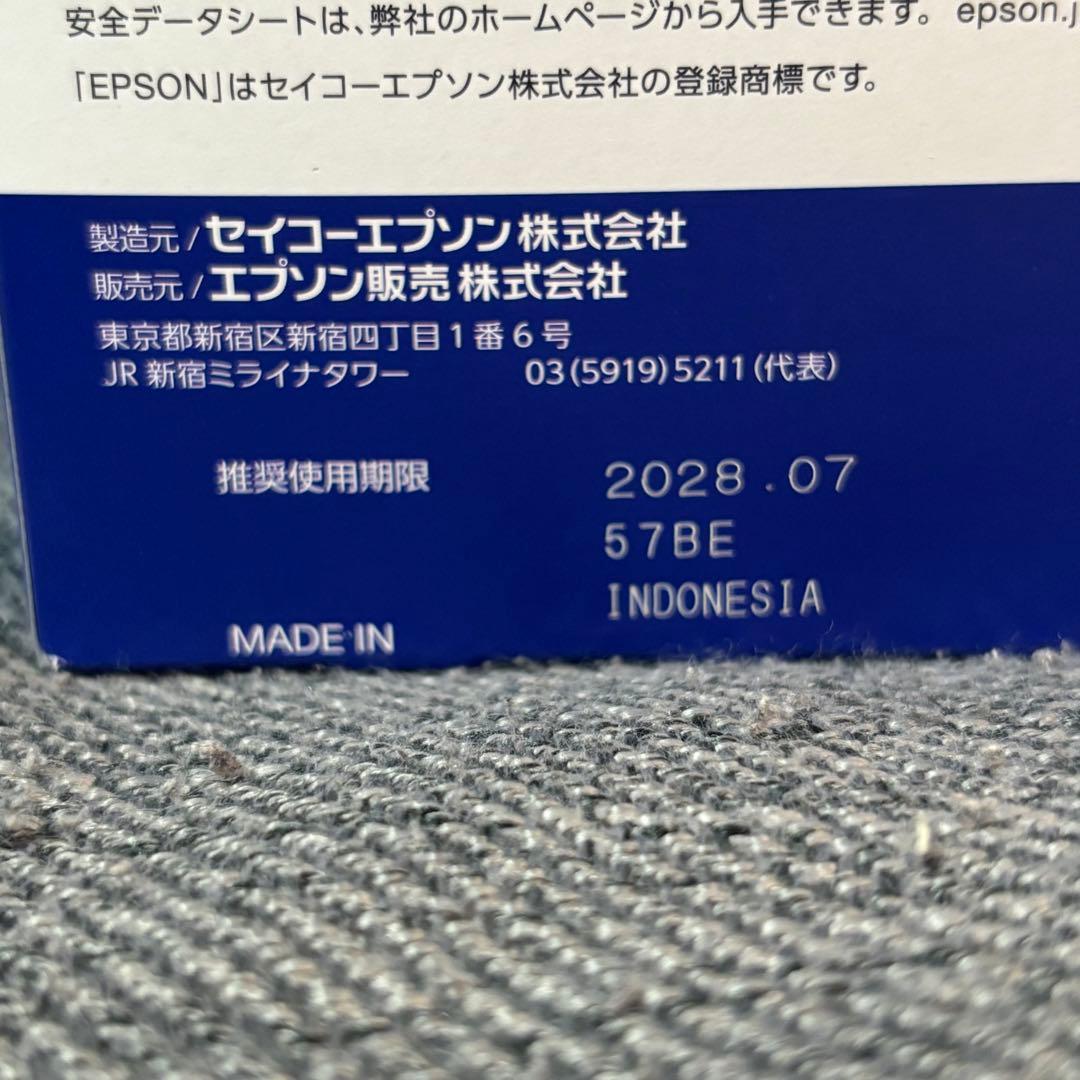 安全データシートは、弊社のホームページから入手できます。 epson.j
「EPSON」はセイコーエプソン株式会社の登録商標です。
製造元/セイコーエプソン株式会社
販売元/エプソン販売株式会社
東京都新宿区新宿四丁目1番6号
JR 新宿ミライナタワー 03(5919)5211(代表)
推奨使用期限 2028.07
57BE
INDONESIA
MADE IN